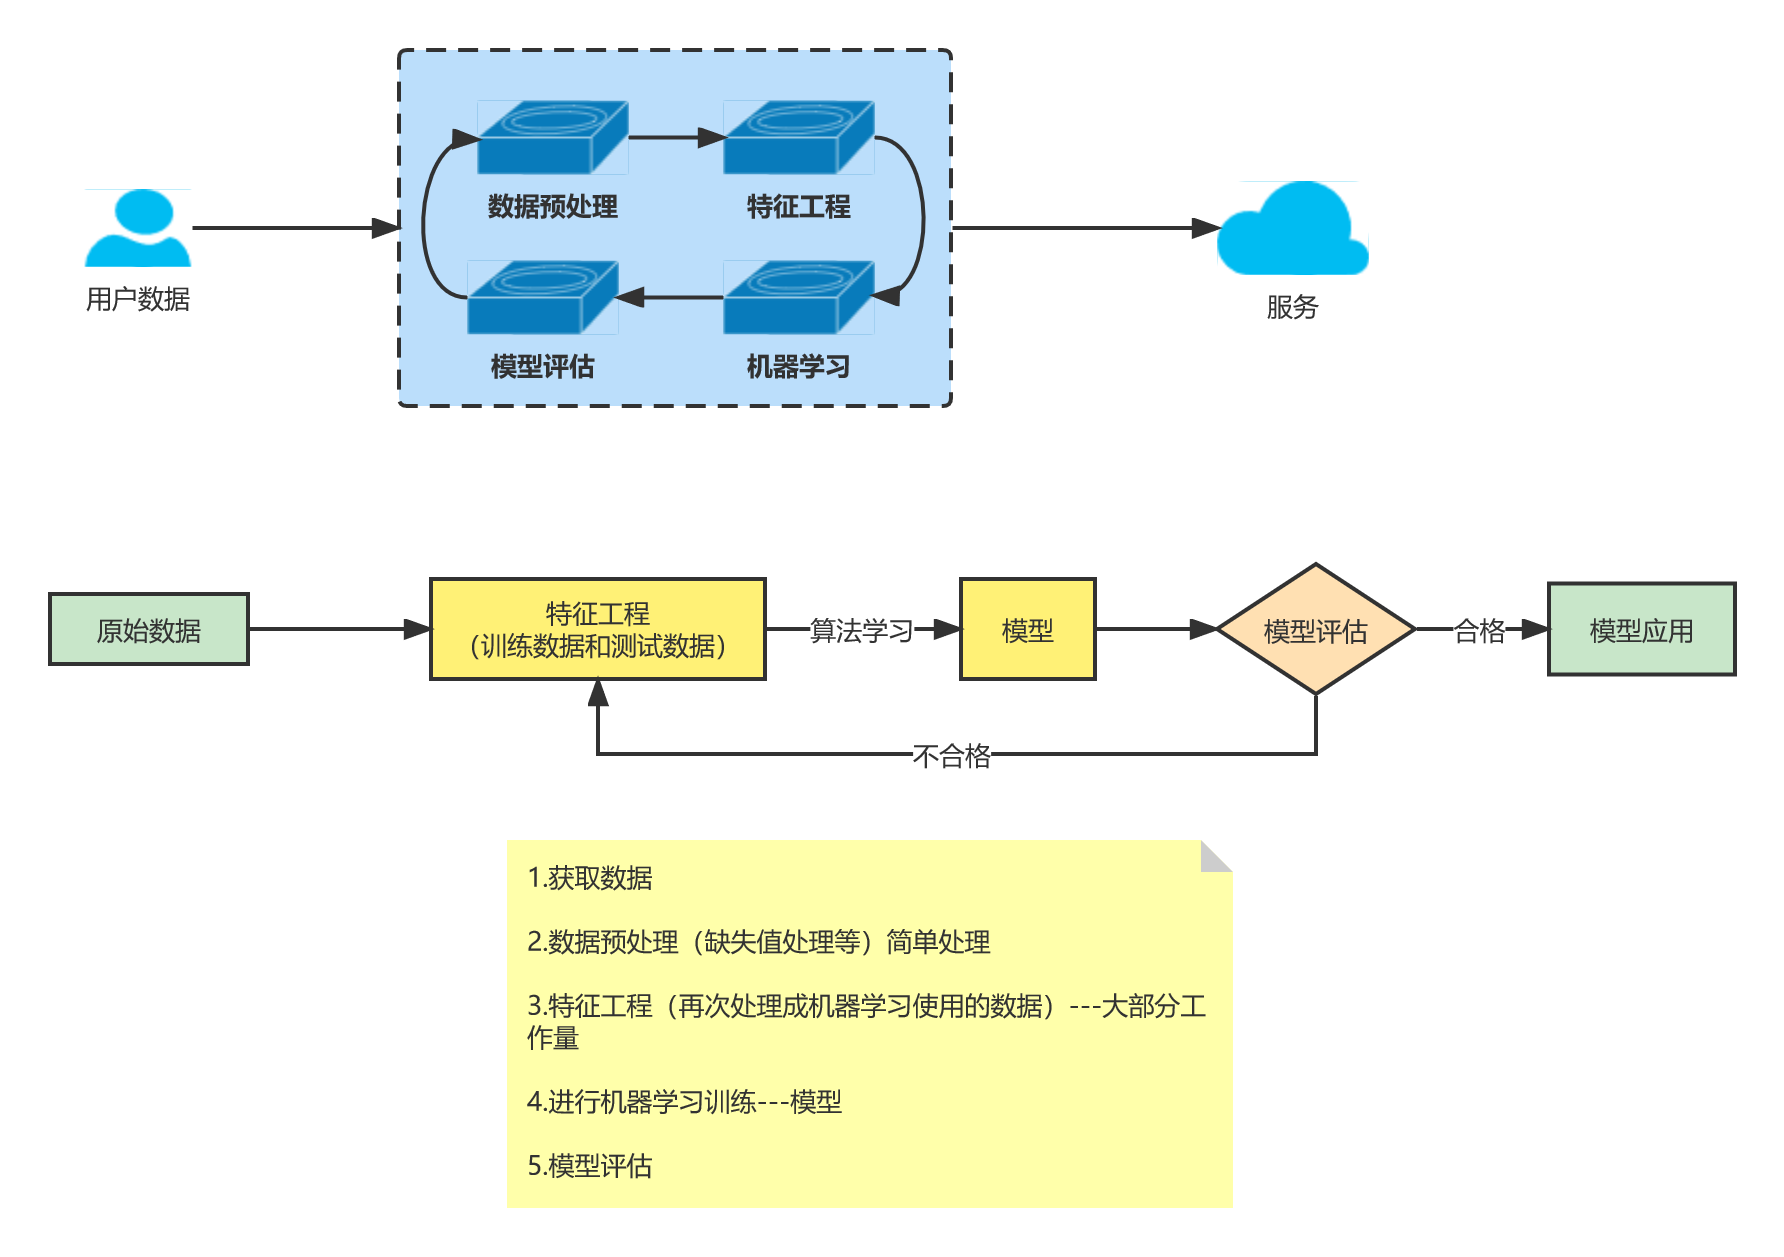 数据预处理
特征工程
用户数据
服务
模型评估
机器学习
原始数据
特征工程
（训练数据和测试数据）
算法学习
模型
模型评估
合格
模型应用
不合格
1.获取数据
2.数据预处理（缺失值处理等）简单处理
3.特征工程（再次处理成机器学习使用的数据）---大部分工
作量
4.进行机器学习训练---模型
5.模型评估